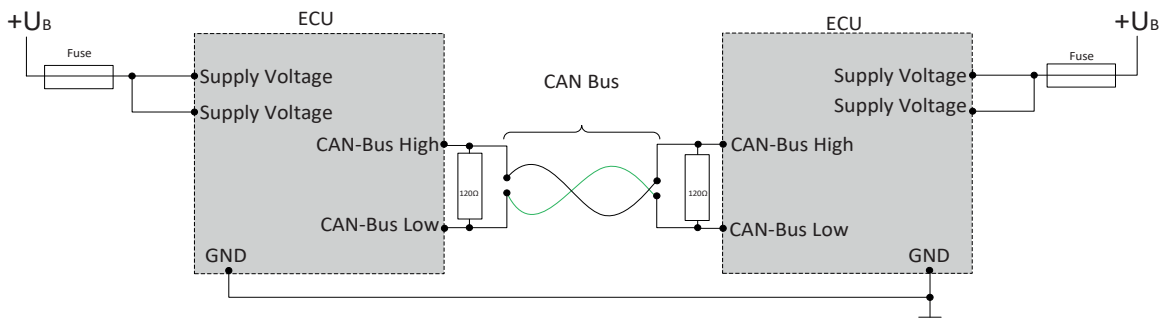 ECU
ECU
+UB
+UB
Fuse
Fuse
Supply Voltage
Supply Voltage
Supply Voltage
Supply Voltage
CAN Bus
CAN-Bus High
CAN-Bus High
120Ω
120Ω
CAN-Bus Low
CAN-Bus Low
GND
GND